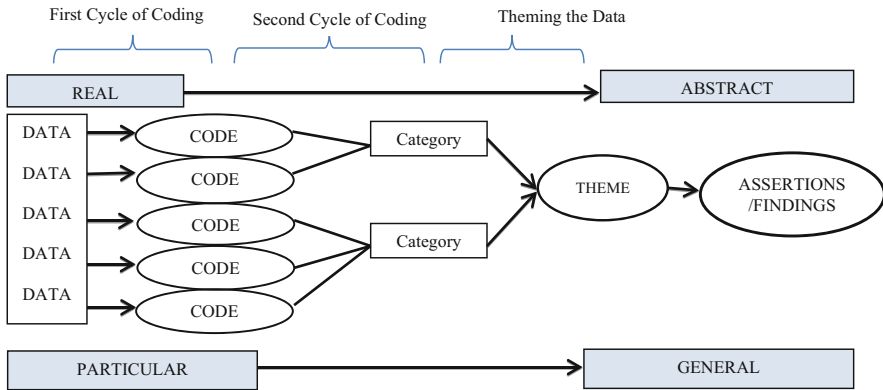 First Cycle of Coding
Second Cycle of Coding
Theming the Data
REAL
ABSTRACT
DATA
DATA
DATA
DATA
DATA
CODE
CODE
CODE
CODE
CODE
Category
Category
THEME
ASSERTIONS
/FINDINGS
PARTICULAR
GENERAL